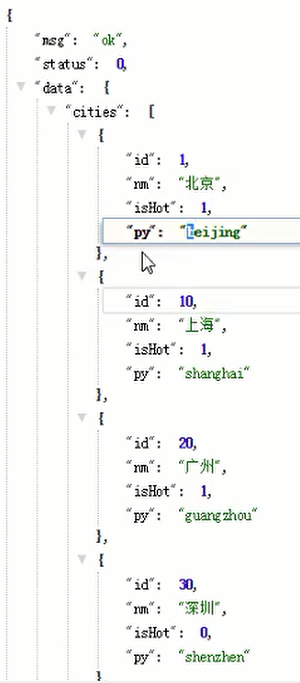 {
"msg": "ok",
"status": 0,
"data": {
"cities": [
{
"id": 1,
"nm": "北京",
"isHot": 1,
"py": "beijing"
},
{
"id": 10,
"nm": "上海",
"isHot": 1,
"py": "shanghai"
},
{
"id": 20,
"nm": "广州",
"isHot": 1,
"py": "guangzhou"
},
{
"id": 30,
"nm": "深圳",
"isHot": 0,
"py": "shenzhen"
}